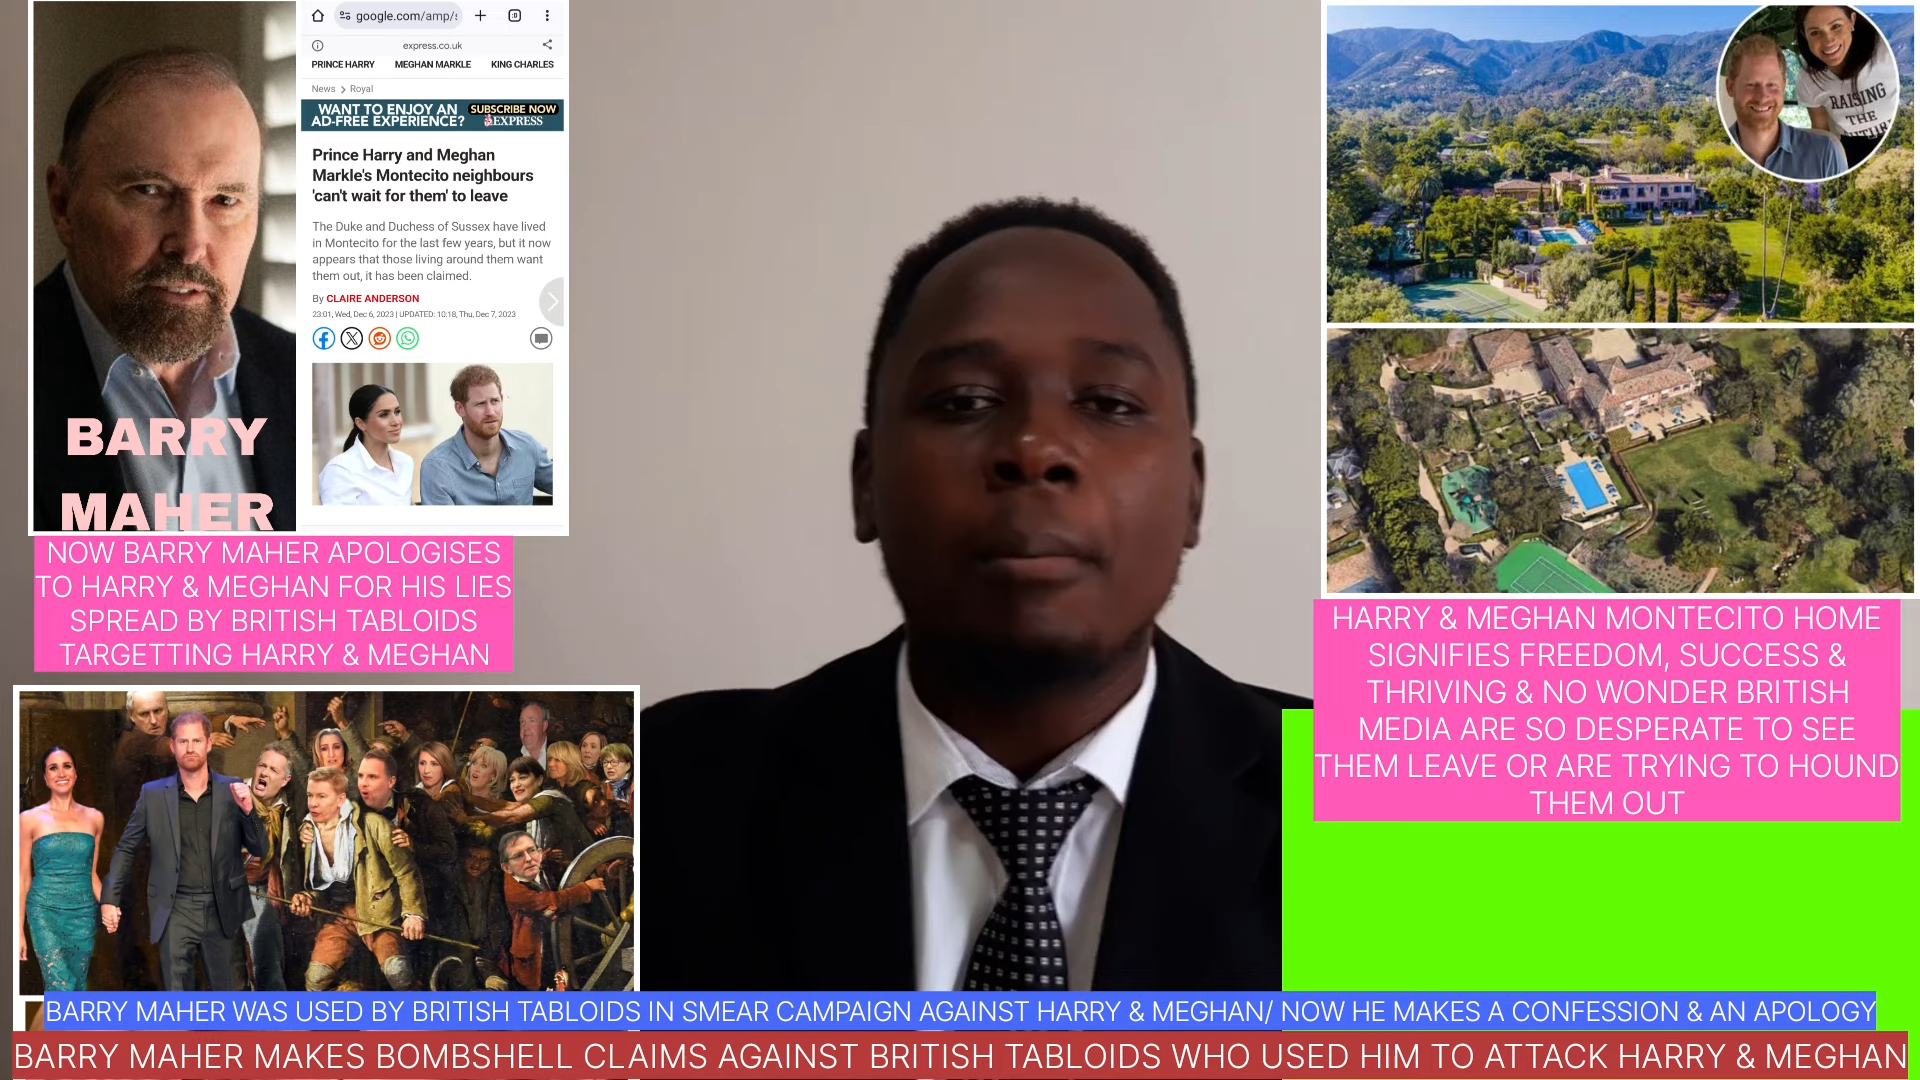 google.com/amp/s
express.co.uk
PRINCE HARRY MEGHAN MARKLE KING CHARLES
News > Royal
WANT TO ENJOY AN
AD-FREE EXPERIENCE?
SUBSCRIBE NOW
EXPRESS
Prince Harry and Meghan
Markle's Montecito neighbours
'can't wait for them' to leave
The Duke and Duchess of Sussex have lived
in Montecito for the last few years, but it now
appears that those living around them want
them out, it has been claimed.
By CLAIRE ANDERSON
23:01, Wed, Dec 6, 2023 | UPDATED: 10:18, Thu, Dec 7, 2023
BARRY
MAHER
NOW BARRY MAHER APOLOGISES
TO HARRY & MEGHAN FOR HIS LIES
SPREAD BY BRITISH TABLOIDS
TARGETTING HARRY & MEGHAN
RAISING
THE
HARRY & MEGHAN MONTECITO HOME
SIGNIFIES FREEDOM, SUCCESS &
THRIVING & NO WONDER BRITISH
MEDIA ARE SO DESPERATE TO SEE
THEM LEAVE OR ARE TRYING TO HOUND
THEM OUT
BARRY MAHER WAS USED BY BRITISH TABLOIDS IN SMEAR CAMPAIGN AGAINST HARRY & MEGHAN/ NOW HE MAKES A CONFESSION & AN APOLOGY
BARRY MAHER MAKES BOMBSHELL CLAIMS AGAINST BRITISH TABLOIDS WHO USED HIM TO ATTACK HARRY & MEGHAN